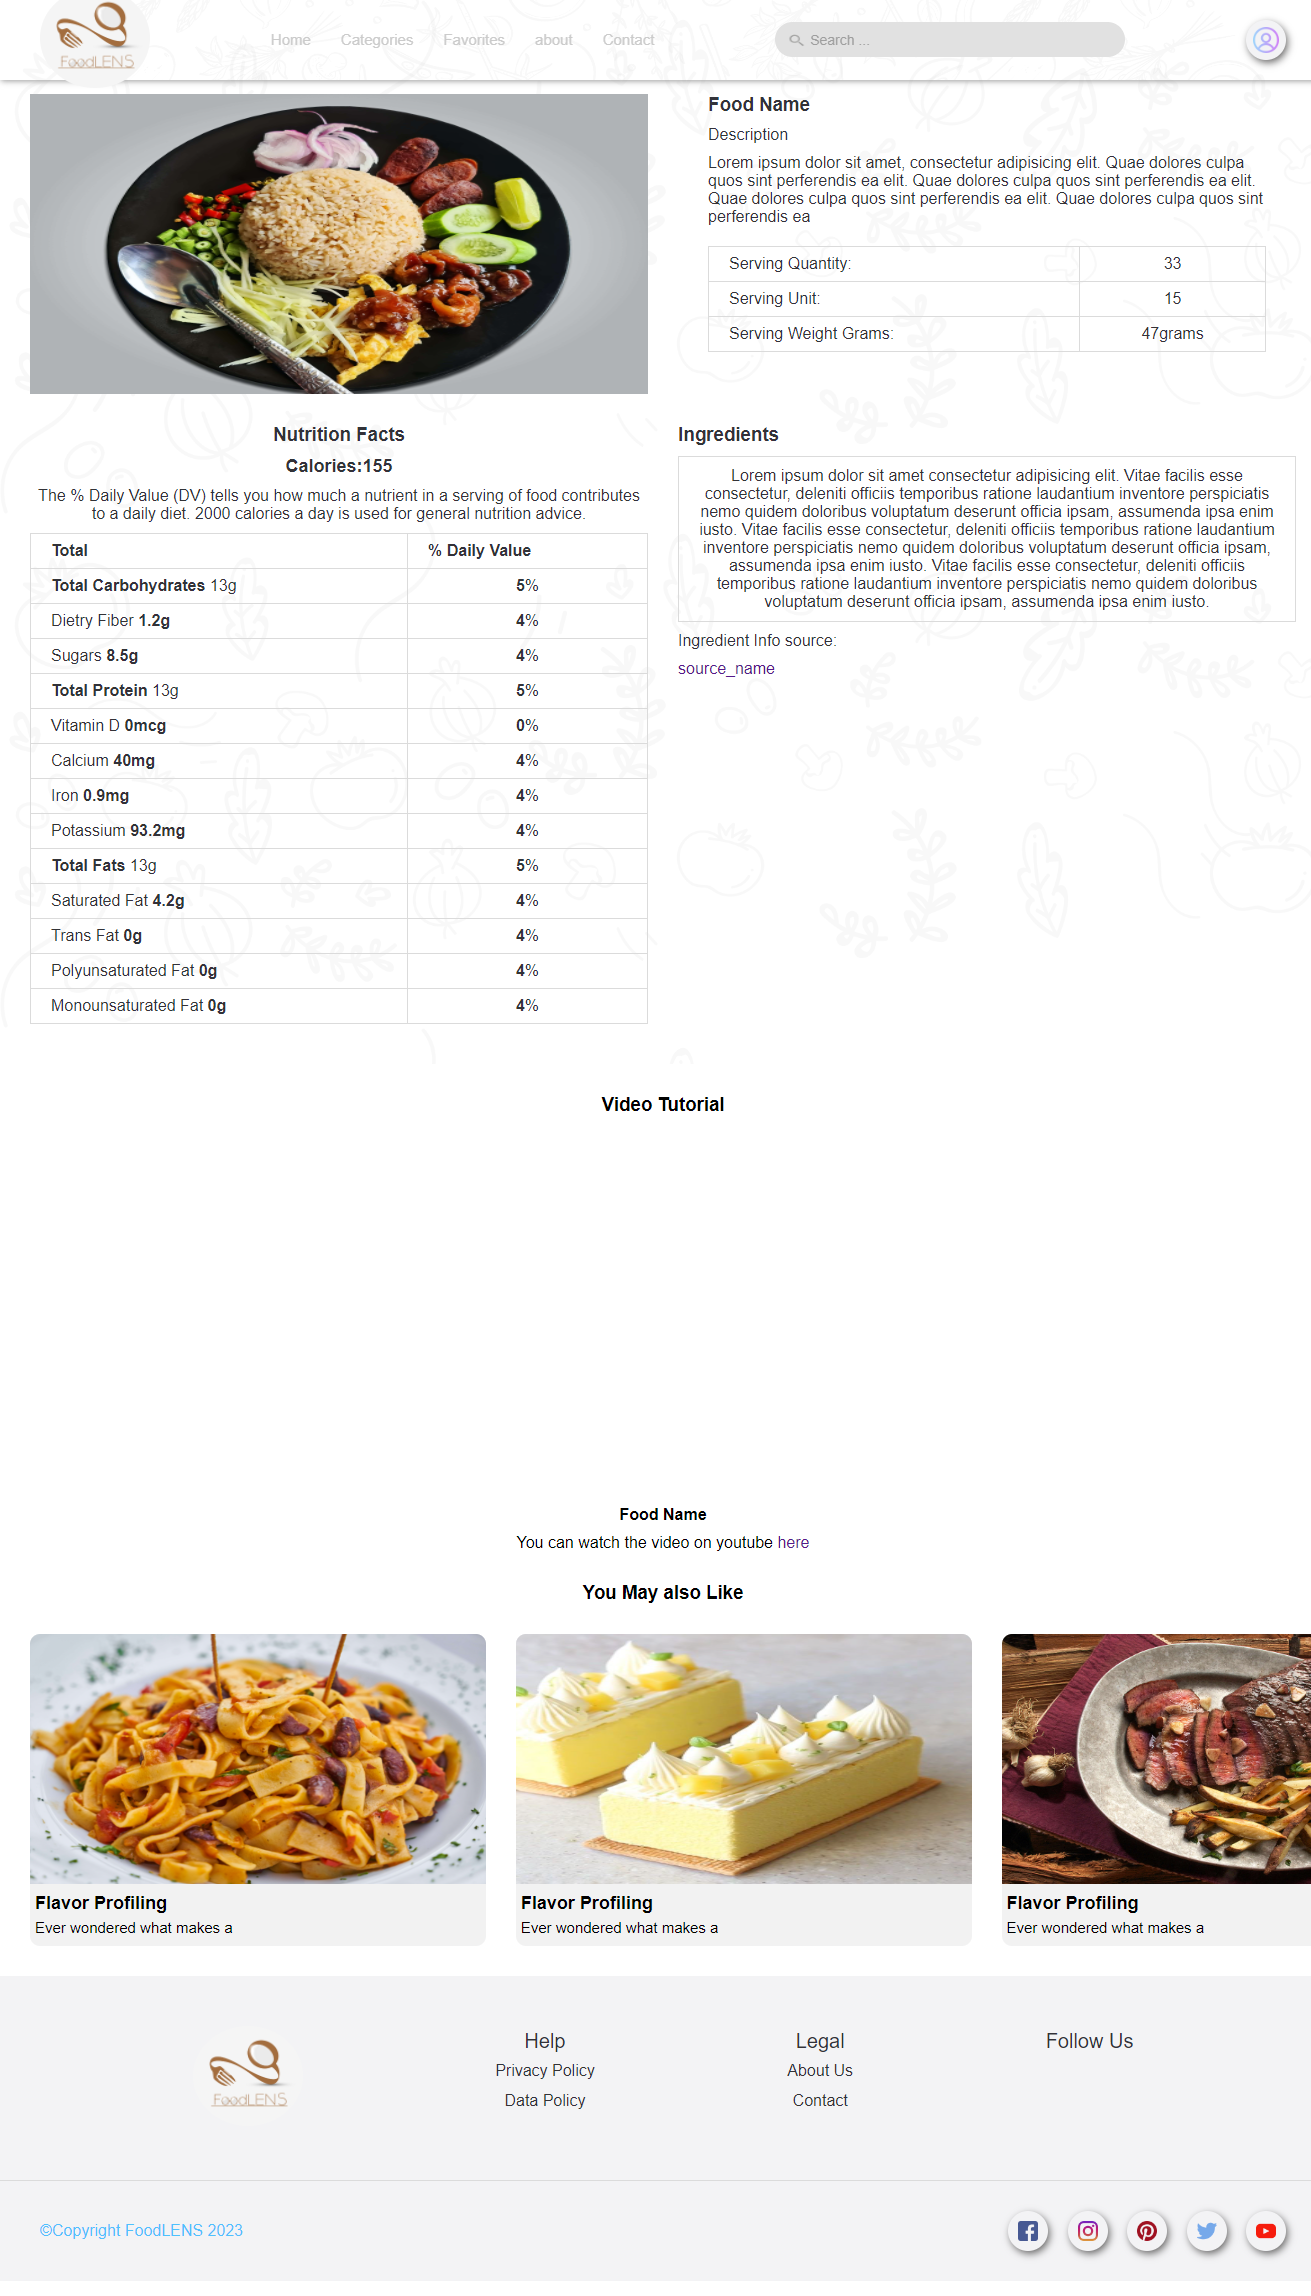 FoodLENS
Home Categories Favorites about Contact
Search ...
Food Name
Description
Lorem ipsum dolor sit amet, consectetur adipisicing elit. Quae dolores culpa
quos sint perferendis ea elit. Quae dolores culpa quos sint perferendis ea elit.
Quae dolores culpa quos sint perferendis ea elit. Quae dolores culpa quos sint
perferendis ea
Serving Quantity: 33
Serving Unit: 15
Serving Weight Grams: 47grams
Nutrition Facts
Calories:155
The % Daily Value (DV) tells you how much a nutrient in a serving of food contributes
to a daily diet. 2000 calories a day is used for general nutrition advice.
Total % Daily Value
Total Carbohydrates 13g 5%
Dietry Fiber 1.2g 4%
Sugars 8.5g 4%
Total Protein 13g 5%
Vitamin D 0mcg 0%
Calcium 40mg 4%
Iron 0.9mg 4%
Potassium 93.2mg 4%
Total Fats 13g 5%
Saturated Fat 4.2g 4%
Trans Fat 0g 4%
Polyunsaturated Fat 0g 4%
Monounsaturated Fat 0g 4%
Ingredients
Lorem ipsum dolor sit amet consectetur adipisicing elit. Vitae facilis esse
consectetur, deleniti officiis temporibus ratione laudantium inventore perspiciatis
nemo quidem doloribus voluptatum deserunt officia ipsam, assumenda ipsa enim
iusto. Vitae facilis esse consectetur, deleniti officiis temporibus ratione laudantium
inventore perspiciatis nemo quidem doloribus voluptatum deserunt officia ipsam,
assumenda ipsa enim iusto. Vitae facilis esse consectetur, deleniti officiis
temporibus ratione laudantium inventore perspiciatis nemo quidem doloribus
voluptatum deserunt officia ipsam, assumenda ipsa enim iusto.
Ingredient Info source:
source_name
Video Tutorial
Food Name
You can watch the video on youtube here
You May also Like
Flavor Profiling
Ever wondered what makes a
Flavor Profiling
Ever wondered what makes a
Flavor Profiling
Ever wondered what makes a
FoodLENS
Help
Privacy Policy
Data Policy
Legal
About Us
Contact
Follow Us
©Copyright FoodLENS 2023